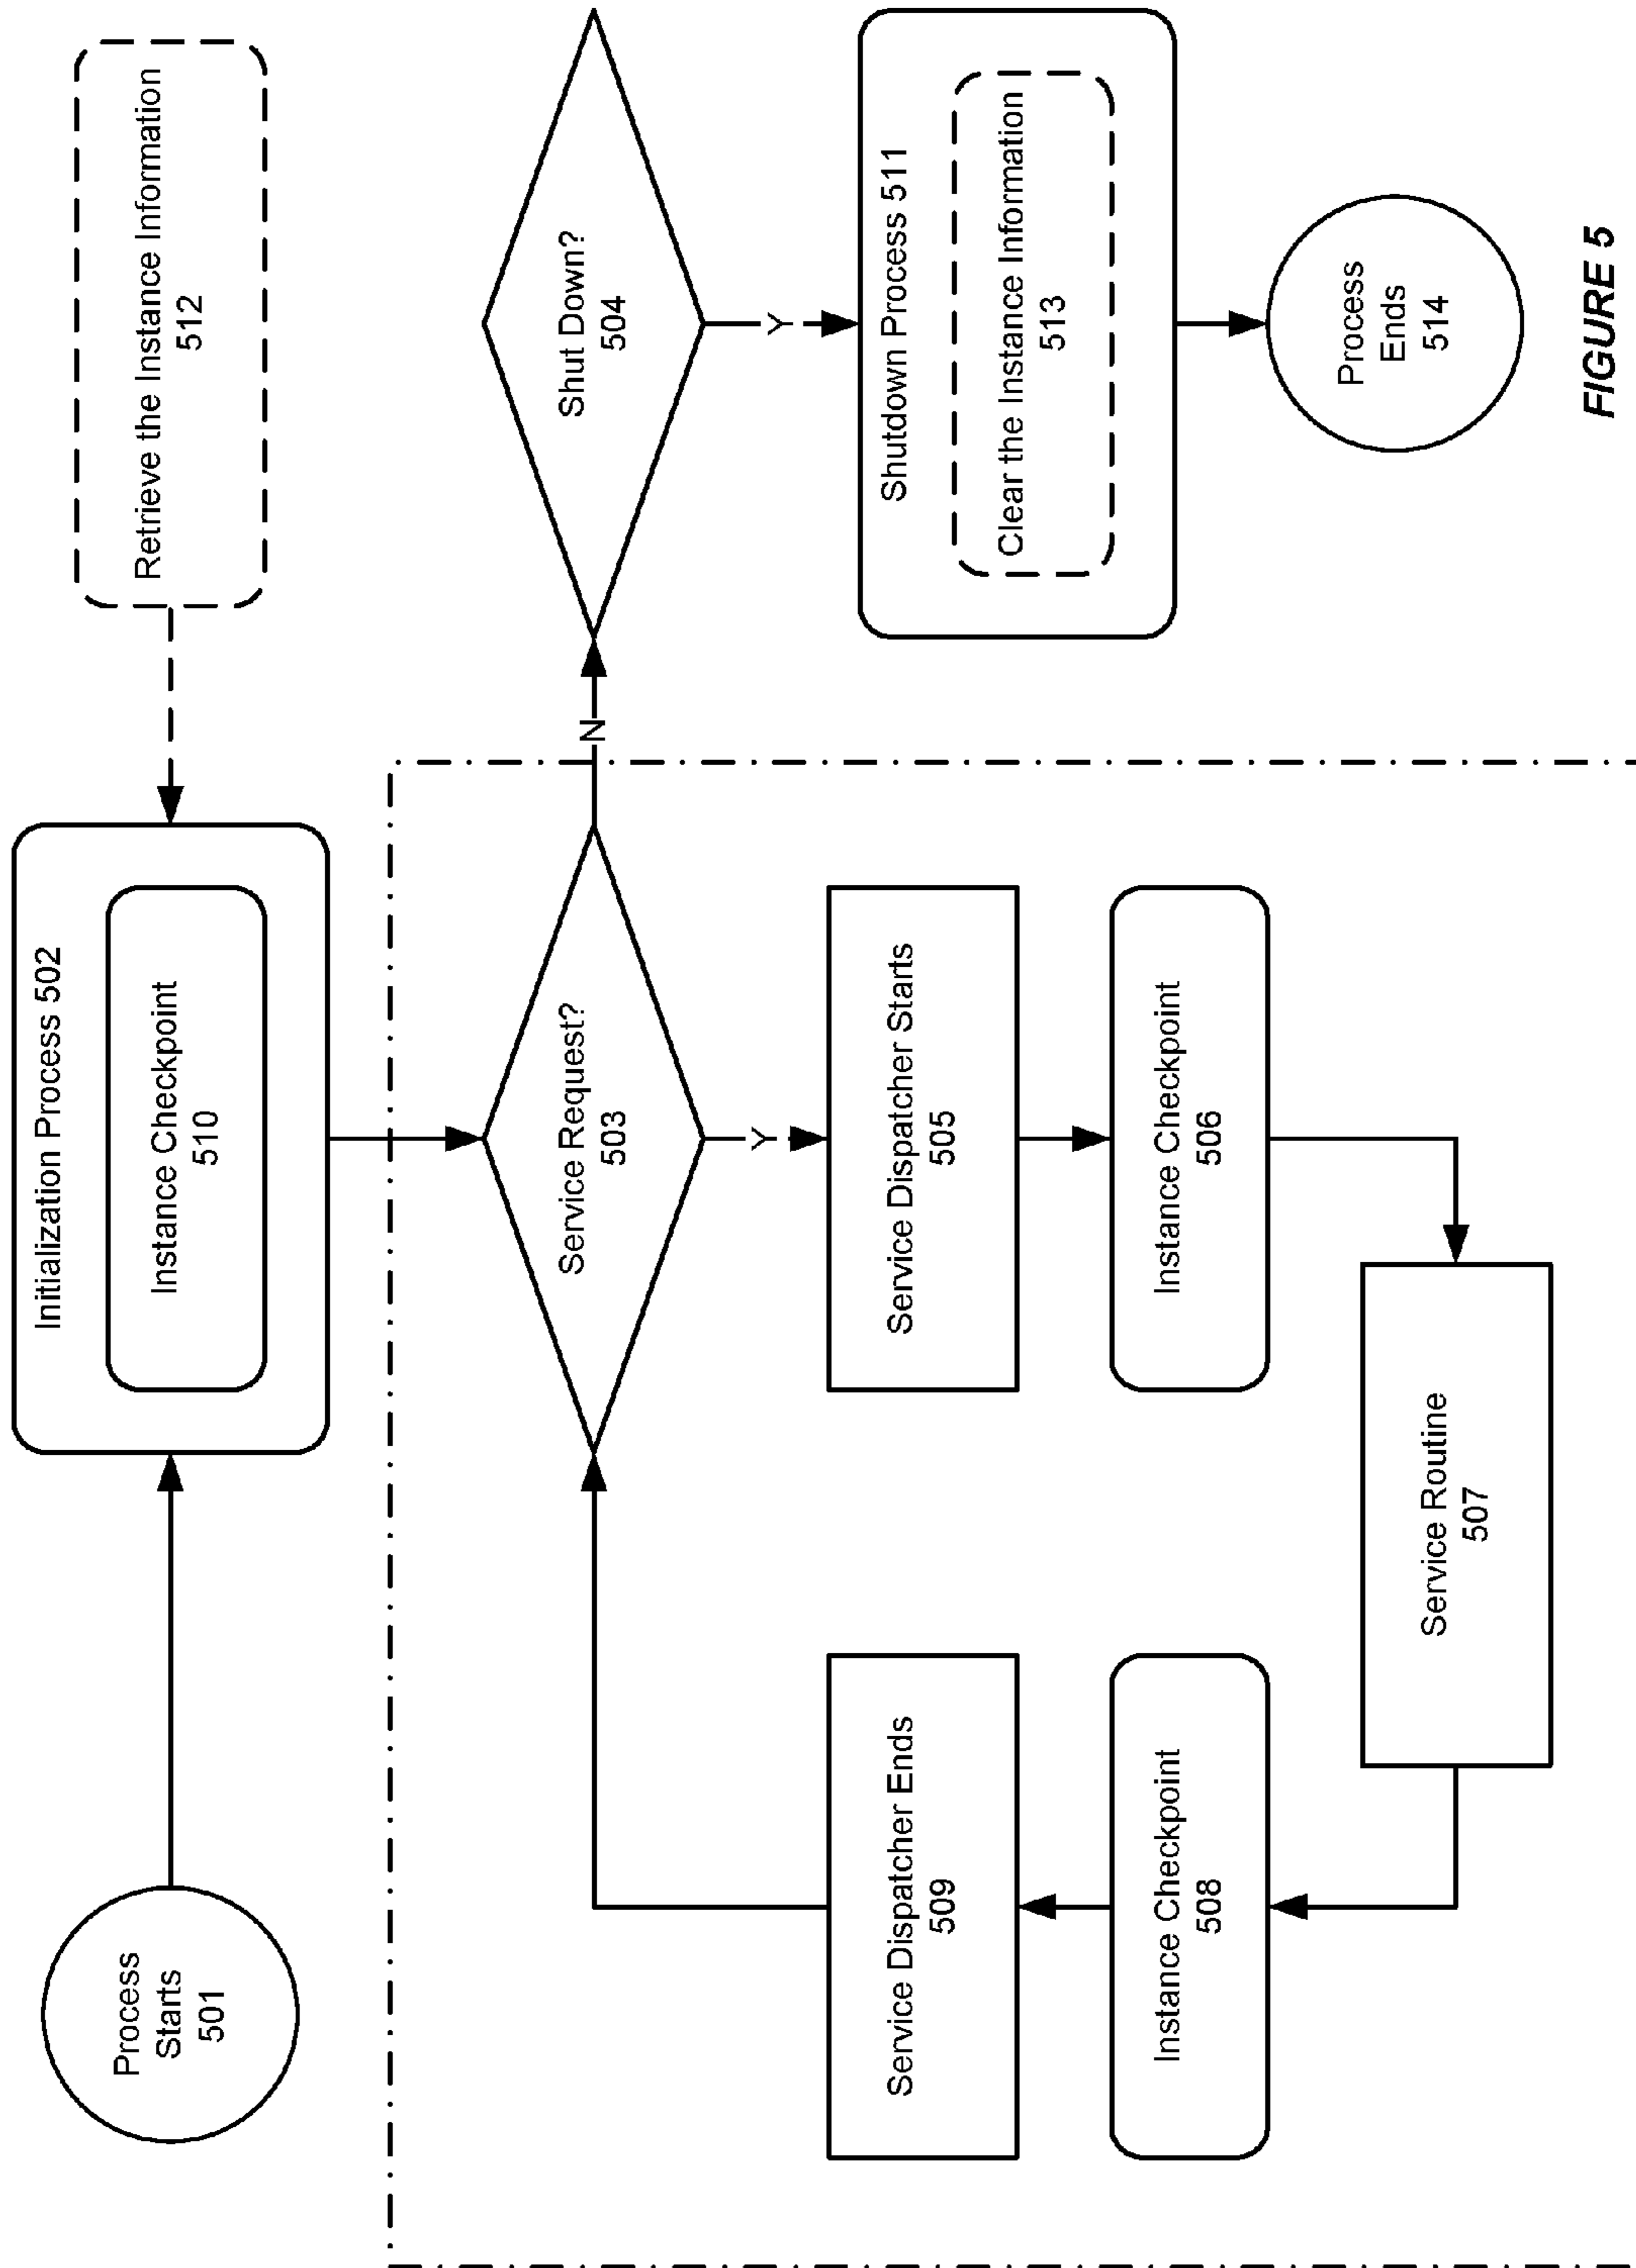 Process
Starts
501
Initialization Process 502
Instance Checkpoint
510
Retrieve the Instance Information
512
Service Request?
503
N
Shut Down?
504
Y
Y
Service Dispatcher Ends
509
Service Dispatcher Starts
505
Shutdown Process 511
Clear the Instance Information
513
Instance Checkpoint
508
Instance Checkpoint
506
Service Routine
507
Process
Ends
514
FIGURE 5